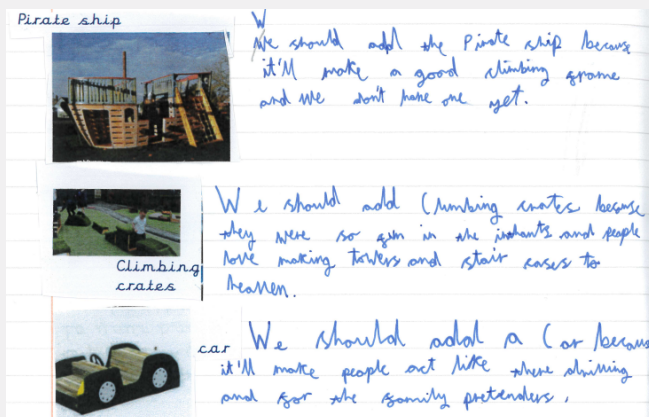 Pirate ship
W
We should add the Pirate ship because
it'll make a good climbing frame
and we don't have one yet.
We should add Climbing crates because
they were so fun in the infants and people
love making towers and stair cases to
heaven.
Climbing
crates
We should add a Car because
car
it'll make people act like there driving
and for the family pretenders.